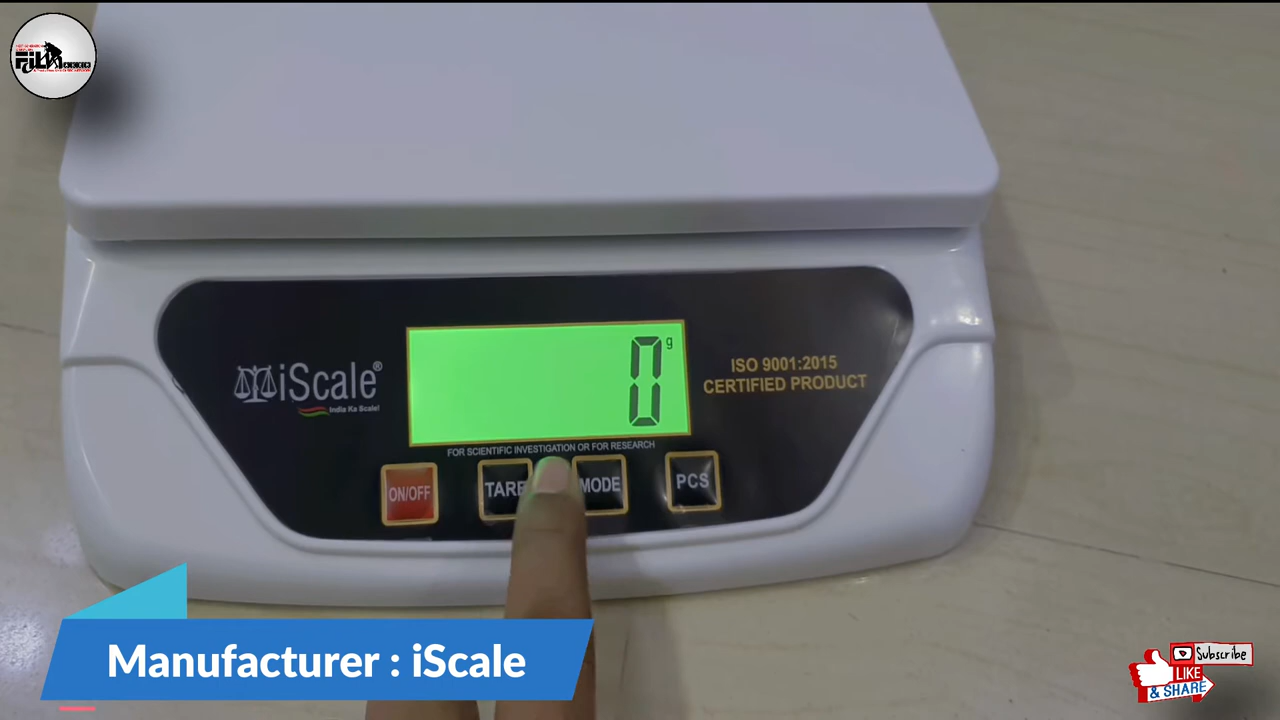 FiLM
iScale®
India Ka Scale!
g
0
ISO 9001:2015
CERTIFIED PRODUCT
FOR SCIENTIFIC INVESTIGATION OR FOR RESEARCH
ON/OFF
TARE
MODE
PCS
Manufacturer : iScale
Subscribe
LIKE
& SHARE